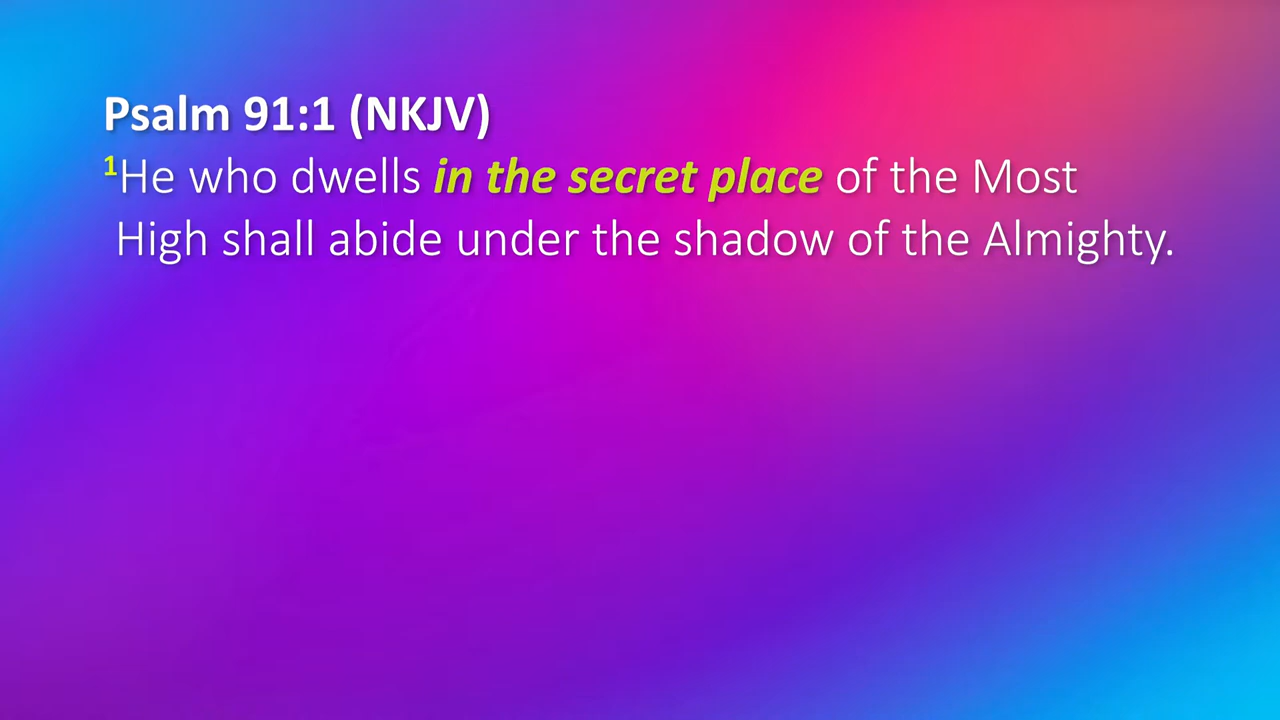 Psalm 91:1 (NKJV)
¹He who dwells in the secret place of the Most
High shall abide under the shadow of the Almighty.